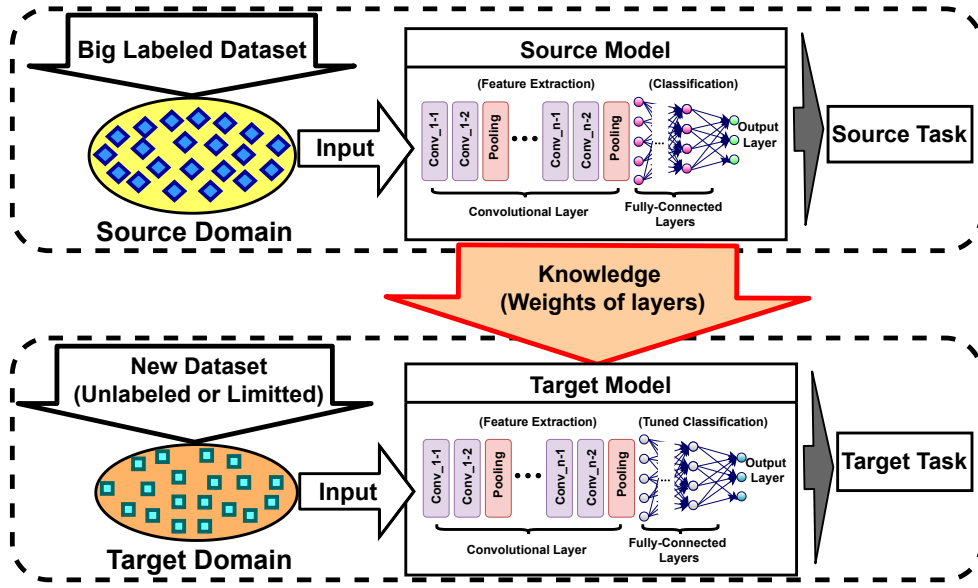 Big Labeled Dataset
Source Domain
Input
Source Model
(Feature Extraction)
(Classification)
Conv_1-1
Conv_1-2
Pooling
Conv_n-1
Conv_n-2
Pooling
...
Output
Layer
Convolutional Layer
Fully-Connected
Layers
Source Task
Knowledge
(Weights of layers)
New Dataset
(Unlabeled or Limitted)
Target Domain
Input
Target Model
(Feature Extraction)
(Tuned Classification)
Conv_1-1
Conv_1-2
Pooling
Conv_n-1
Conv_n-2
Pooling
...
Output
Layer
Convolutional Layer
Fully-Connected
Layers
Target Task